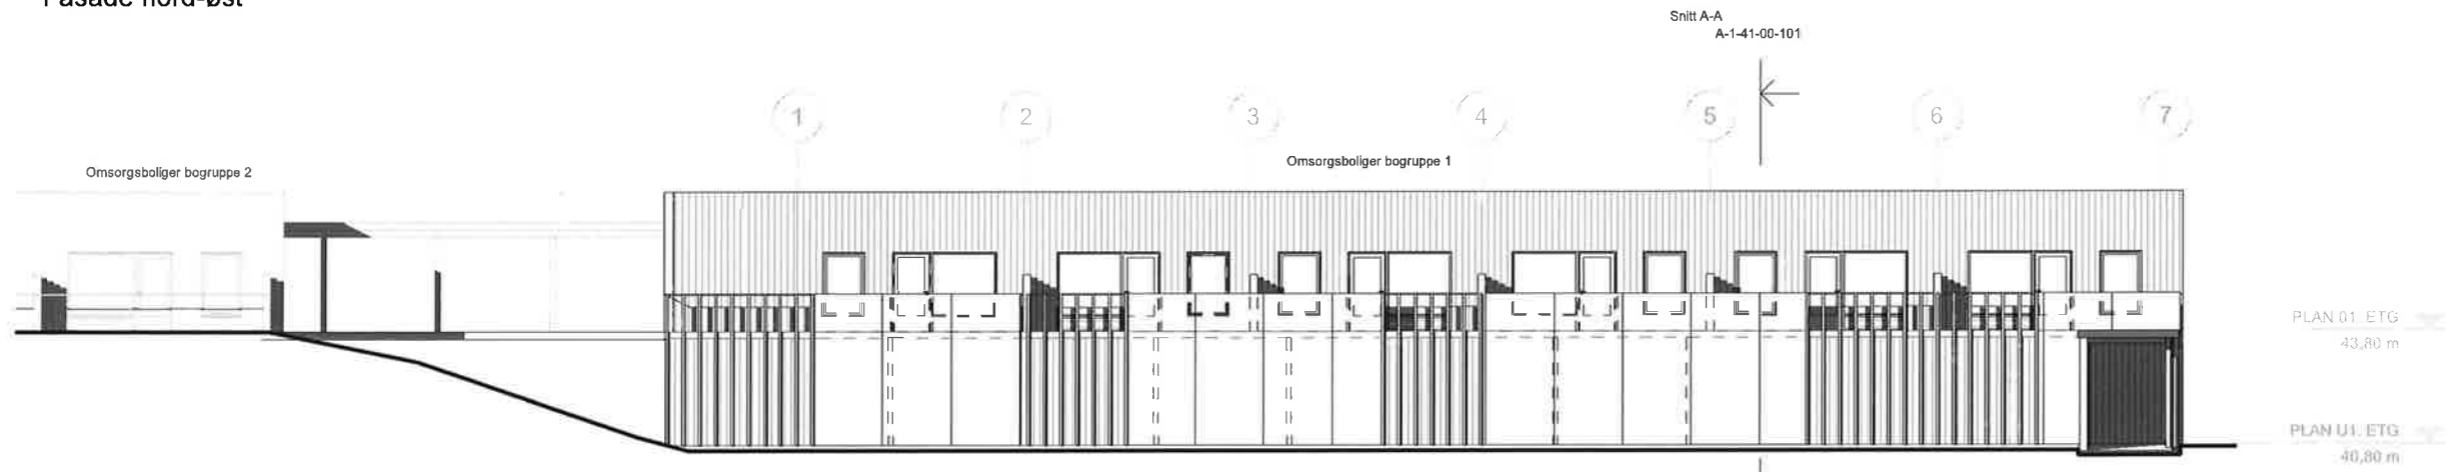 Fasade nord-øst
Snitt A-A
A-1-41-00-101
1 2 3 4 5 6 7
Omsorgsboliger bogruppe 2
Omsorgsboliger bogruppe 1
PLAN 01. ETG
43,80 m
PLAN U1. ETG
40,80 m